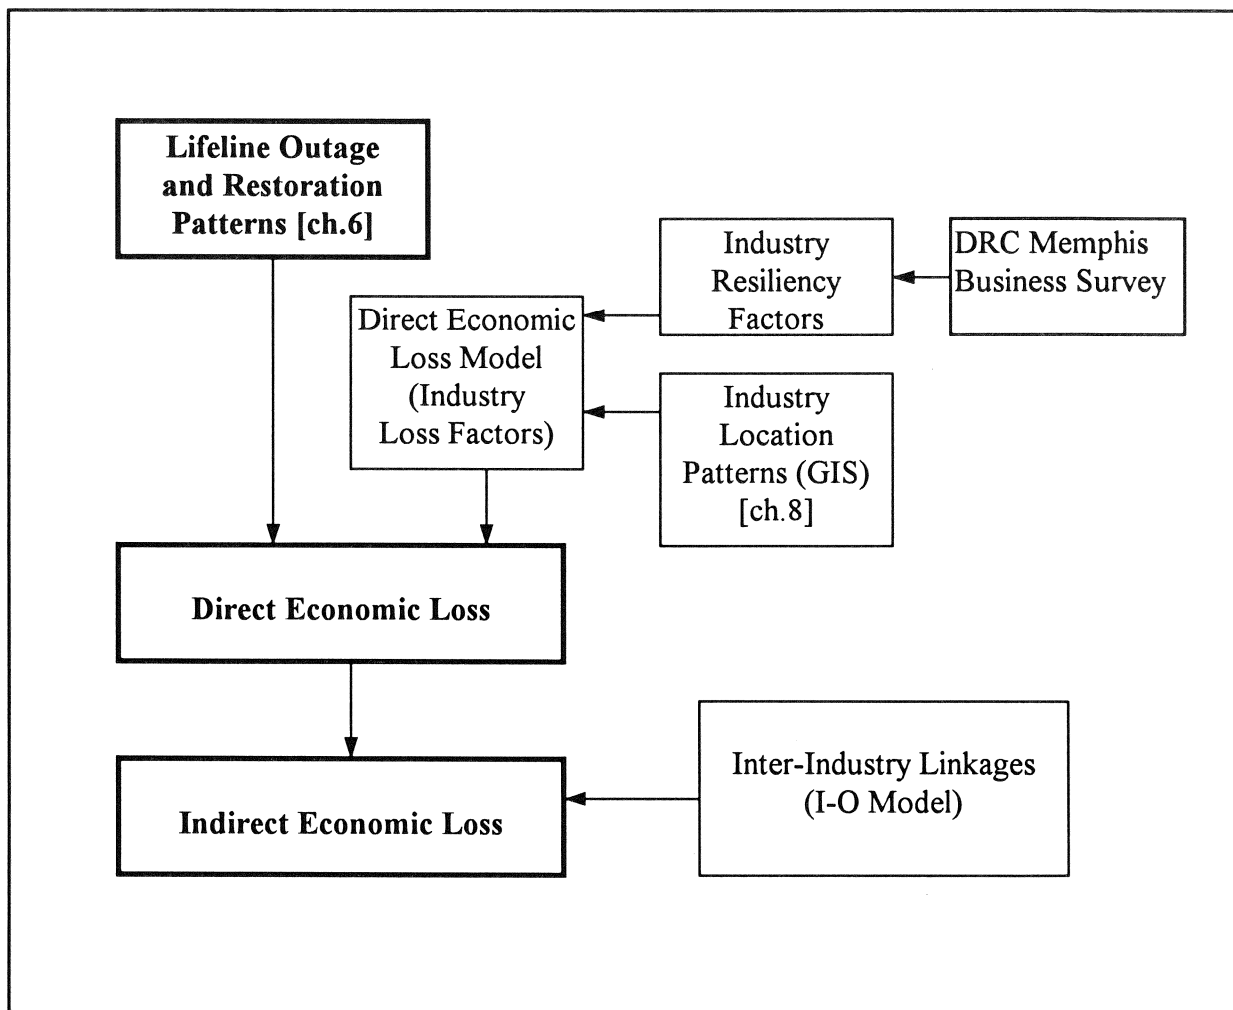 Lifeline Outage
and Restoration
Patterns [ch.6]
Industry
Resiliency
Factors
DRC Memphis
Business Survey
Direct Economic
Loss Model
(Industry
Loss Factors)
Industry
Location
Patterns (GIS)
[ch.8]
Direct Economic Loss
Inter-Industry Linkages
(I-O Model)
Indirect Economic Loss